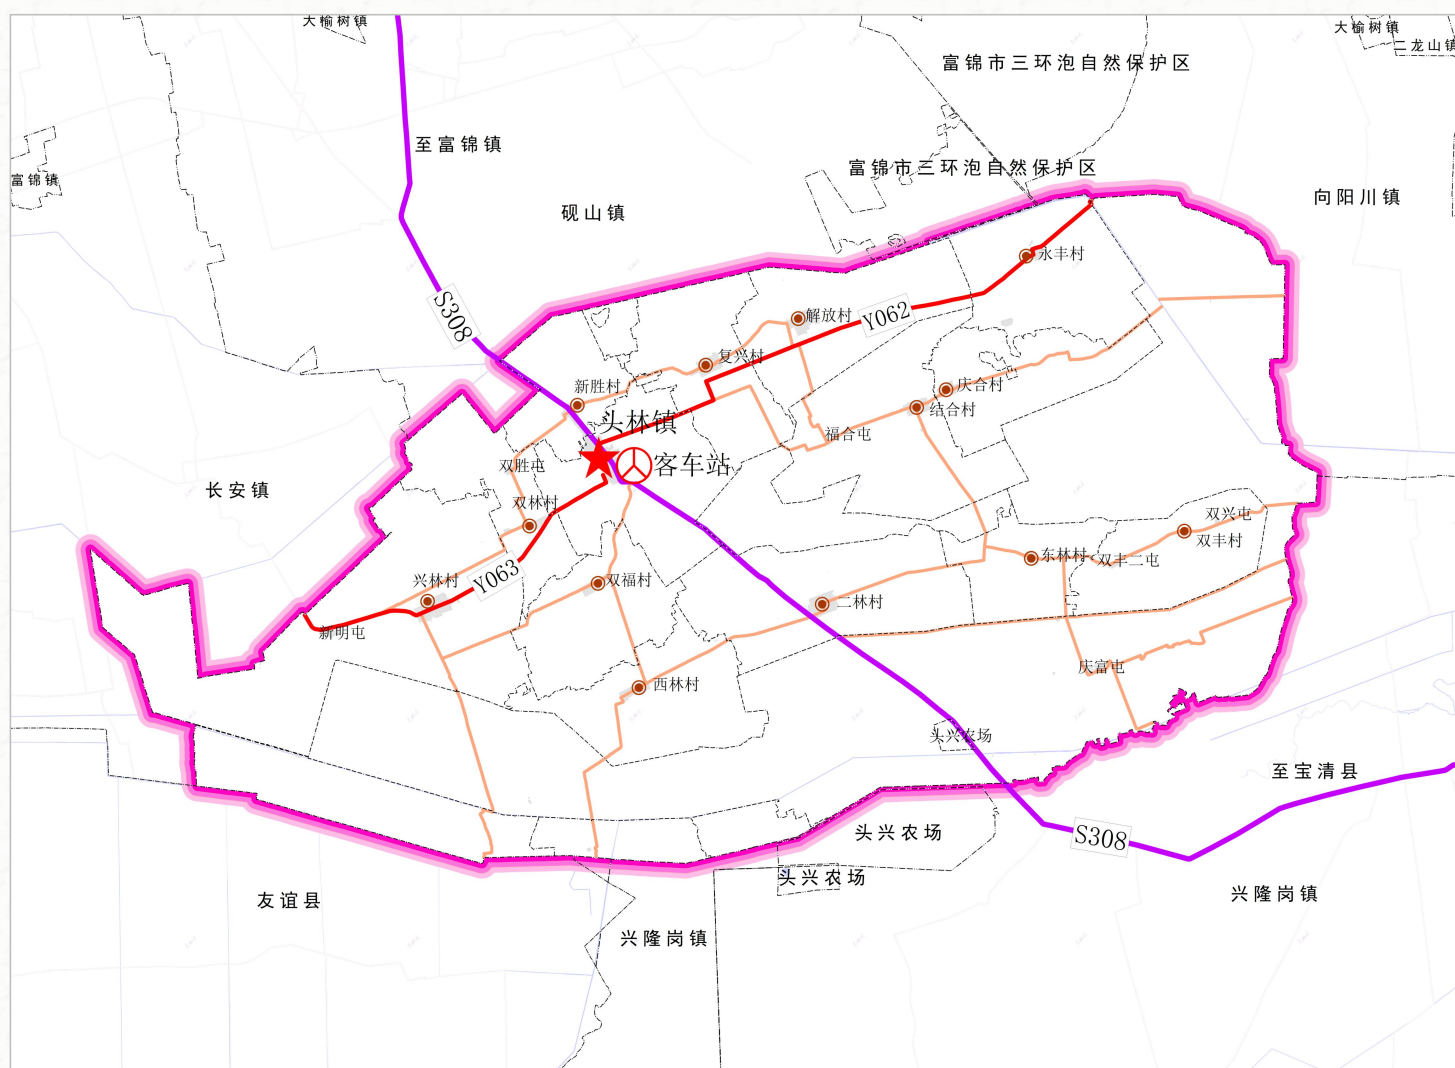 大榆树镇
大榆树镇
二龙山镇
富锦市三环泡自然保护区
至富锦镇
富锦市三环泡自然保护区
富锦镇
向阳川镇
砚山镇
永丰村
S308
解放村
Y062
复兴村
新胜村
庆合村
结合村
头林镇
福合屯
双胜屯
客车站
长安镇
双林村
双兴屯
双丰村
东林村
双丰二屯
兴林村
Y063
双福村
二林村
新明屯
庆富屯
西林村
头兴农场
至宝清县
头兴农场
S308
头兴农场
兴隆岗镇
友谊县
兴隆岗镇